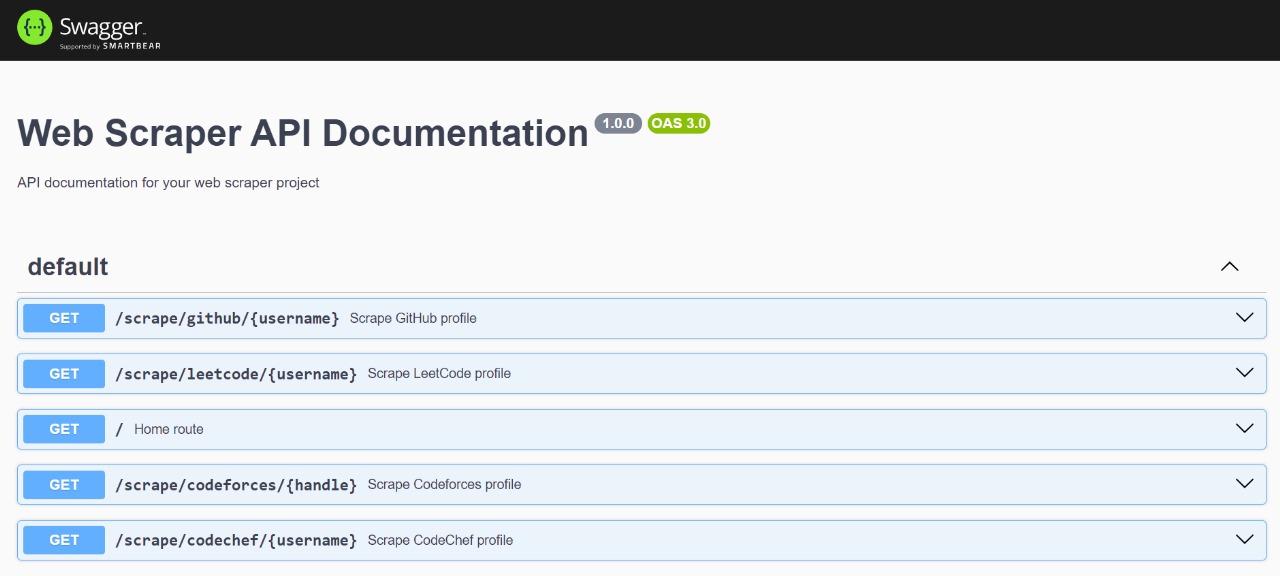 {···} Swagger
Supported by SMARTBEAR
Web Scraper API Documentation 1.0.0 OAS 3.0
API documentation for your web scraper project
default
GET /scrape/github/{username} Scrape GitHub profile
GET /scrape/leetcode/{username} Scrape LeetCode profile
GET / Home route
GET /scrape/codeforces/{handle} Scrape Codeforces profile
GET /scrape/codechef/{username} Scrape CodeChef profile